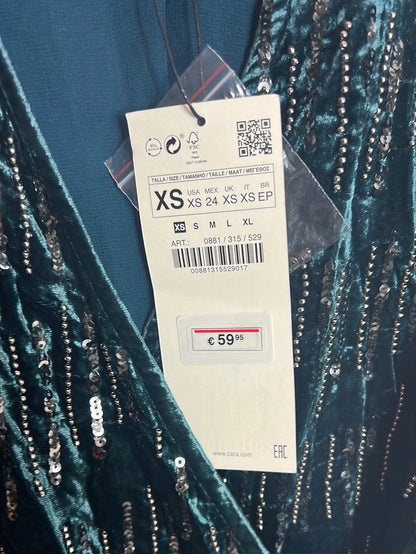 FSC
TALLA / SIZE / TAMANHO / TAILLE / MAAT / ΜΕΓΕΘΟΣ
XS
USA MEX UK IT BR
XS 24 XS XS EP
XS S M L XL
ART.: 0881 / 315 / 529
00881315529017
€ 59 95
www.zara.com
EAC